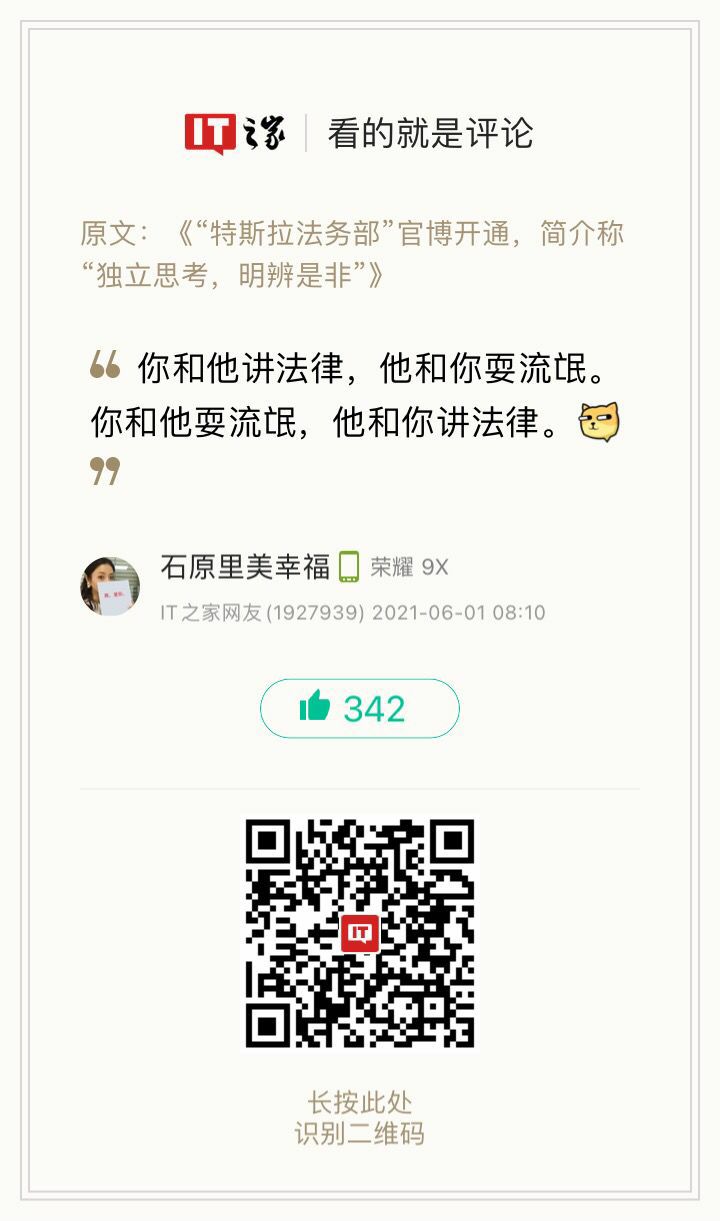 IT之家 | 看的就是评论
原文：《“特斯拉法务部”官博开通，简介称
“独立思考，明辨是非”》
“ 你和他讲法律，他和你耍流氓。
你和他耍流氓，他和你讲法律。
”
石原里美幸福 荣耀 9X
IT之家网友(1927939) 2021-06-01 08:10
342
IT
长按此处
识别二维码